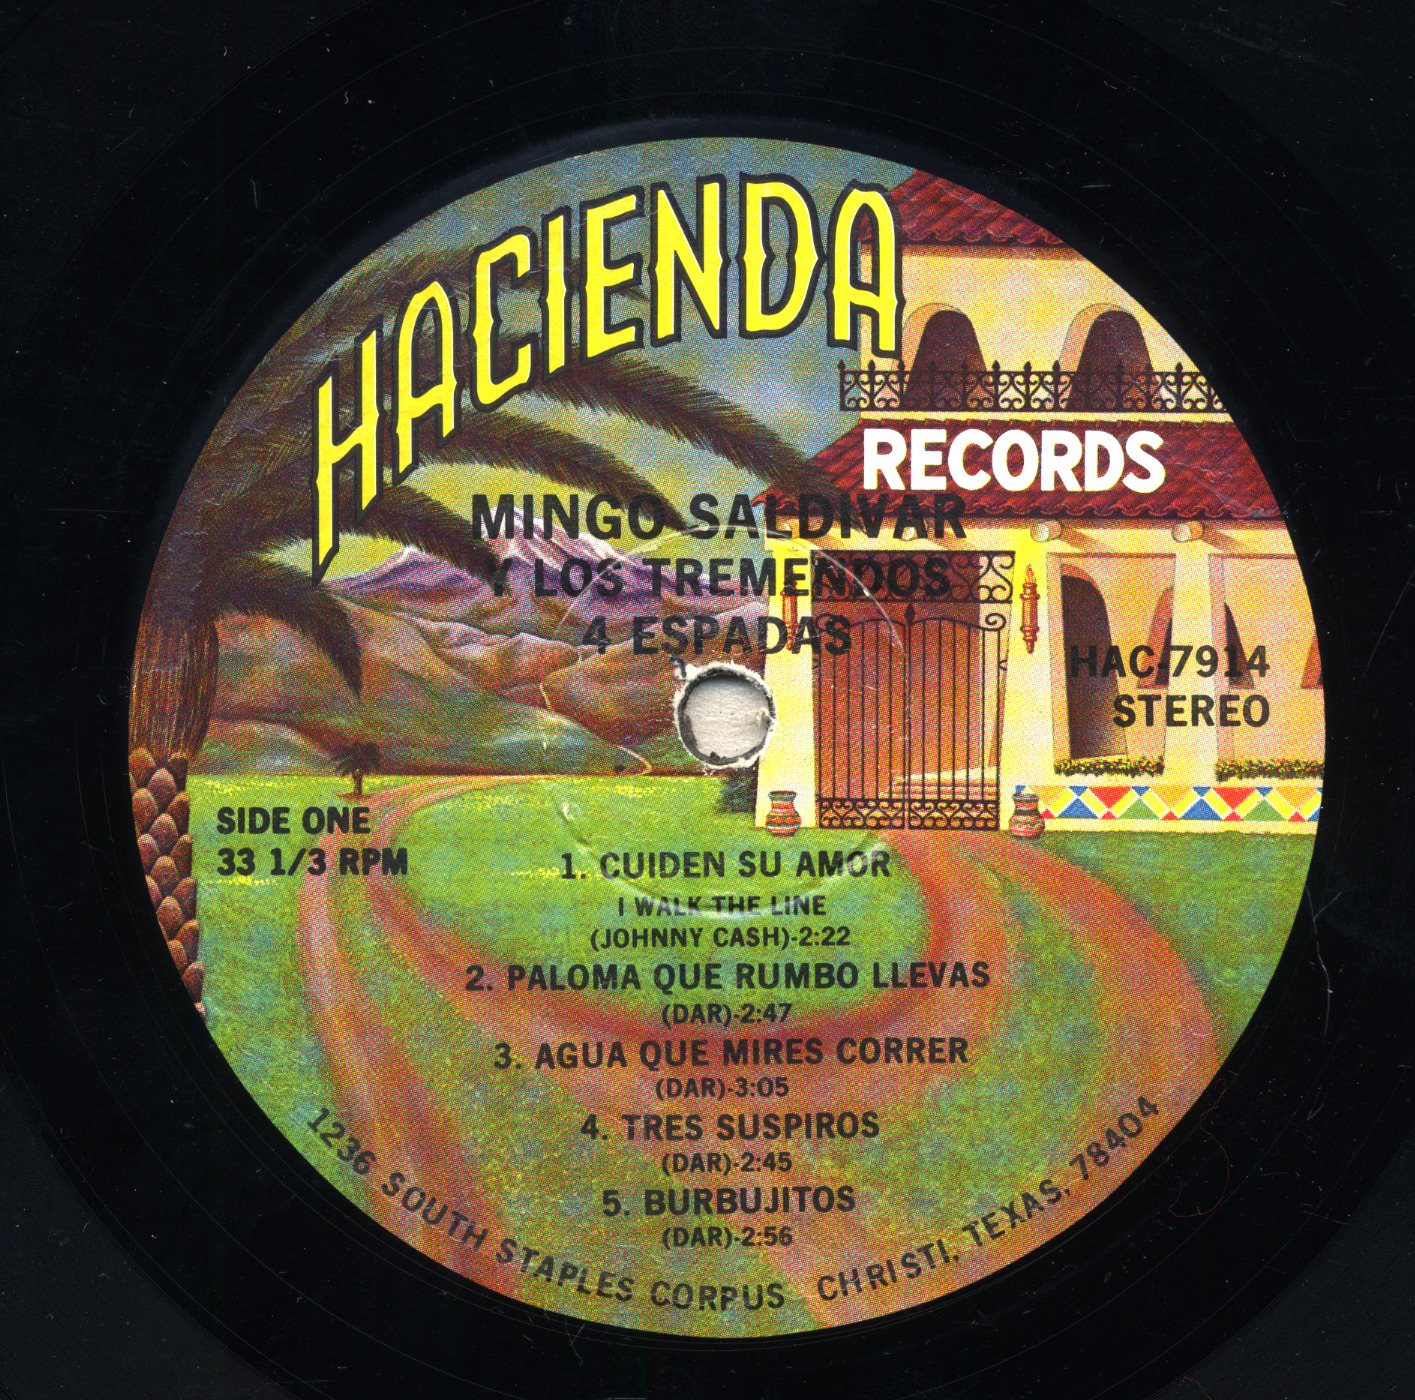 HACIENDA
RECORDS
MINGO SALDIVAR
Y LOS TREMENDOS
4 ESPADAS
HAC-7914
STEREO
SIDE ONE
33 1/3 RPM
1. CUIDEN SU AMOR
I WALK THE LINE
(JOHNNY CASH)-2:22
2. PALOMA QUE RUMBO LLEVAS
(DAR)-2:47
3. AGUA QUE MIRES CORRER
(DAR)-3:05
4. TRES SUSPIROS
(DAR)-2:45
5. BURBUJITOS
(DAR)-2:56
1236 SOUTH STAPLES CORPUS CHRISTI, TEXAS. 78404